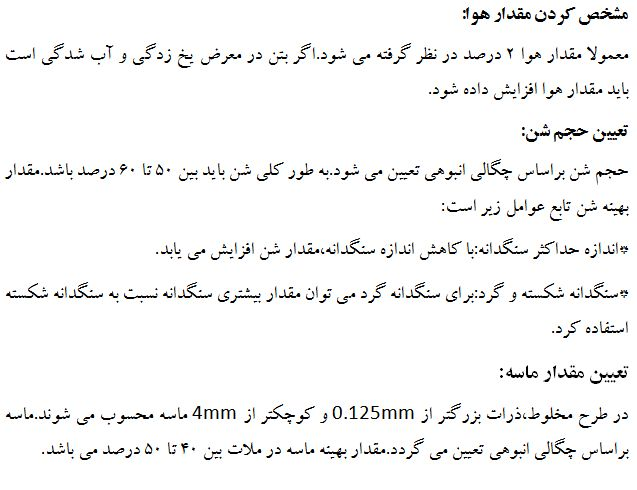 مشخص کردن مقدار هوا:
معمولا مقدار هوا ۲ درصد در نظر گرفته می شود.اگر بتن در معرض یخ زدگی و آب شدگی است
باید مقدار هوا افزایش داده شود.
تعیین حجم شن:
حجم شن براساس چگالی انبوهی تعیین می شود.به طور کلی شن باید بین ۵۰ تا ۶۰ درصد باشد.مقدار
بهینه شن تابع عوامل زیر است:
*اندازه حداکثر سنگدانه:با کاهش اندازه سنگدانه،مقدار شن افزایش می یابد.
*سنگدانه شکسته و گرد:برای سنگدانه گرد می توان مقدار بیشتری سنگدانه نسبت به سنگدانه شکسته
استفاده کرد.
تعیین مقدار ماسه:
در طرح مخلوط،ذرات بزرگتر از 0.125mm و کوچکتر از 4mm ماسه محسوب می شوند.ماسه
براساس چگالی انبوهی تعیین می گردد.مقدار بهینه ماسه در ملات بین ۴۰ تا ۵۰ درصد می باشد.